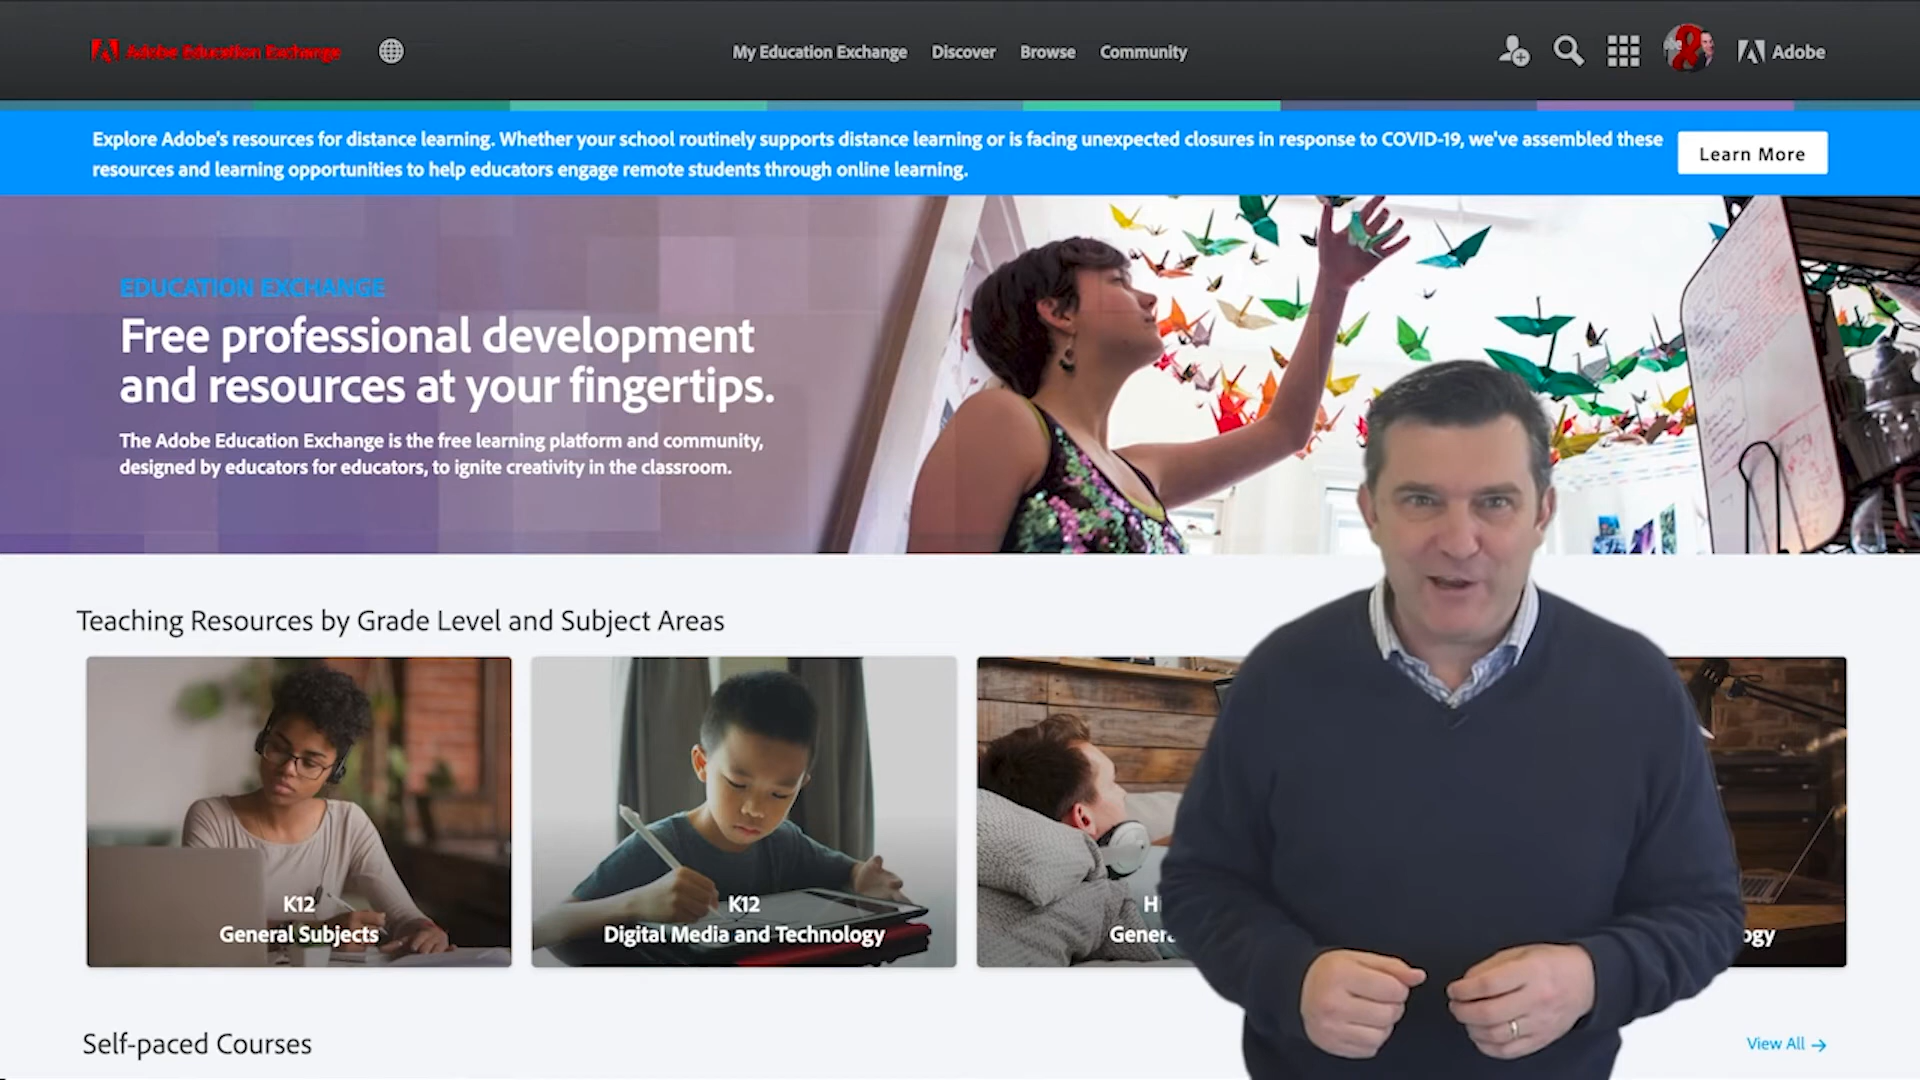 Adobe Education Exchange
My Education Exchange Discover Browse Community
Adobe
Explore Adobe's resources for distance learning. Whether your school routinely supports distance learning or is facing unexpected closures in response to COVID-19, we've assembled these
resources and learning opportunities to help educators engage remote students through online learning.
Learn More
EDUCATION EXCHANGE
Free professional development
and resources at your fingertips.
The Adobe Education Exchange is the free learning platform and community,
designed by educators for educators, to ignite creativity in the classroom.
Teaching Resources by Grade Level and Subject Areas
K12
General Subjects
K12
Digital Media and Technology
Self-paced Courses
View All →